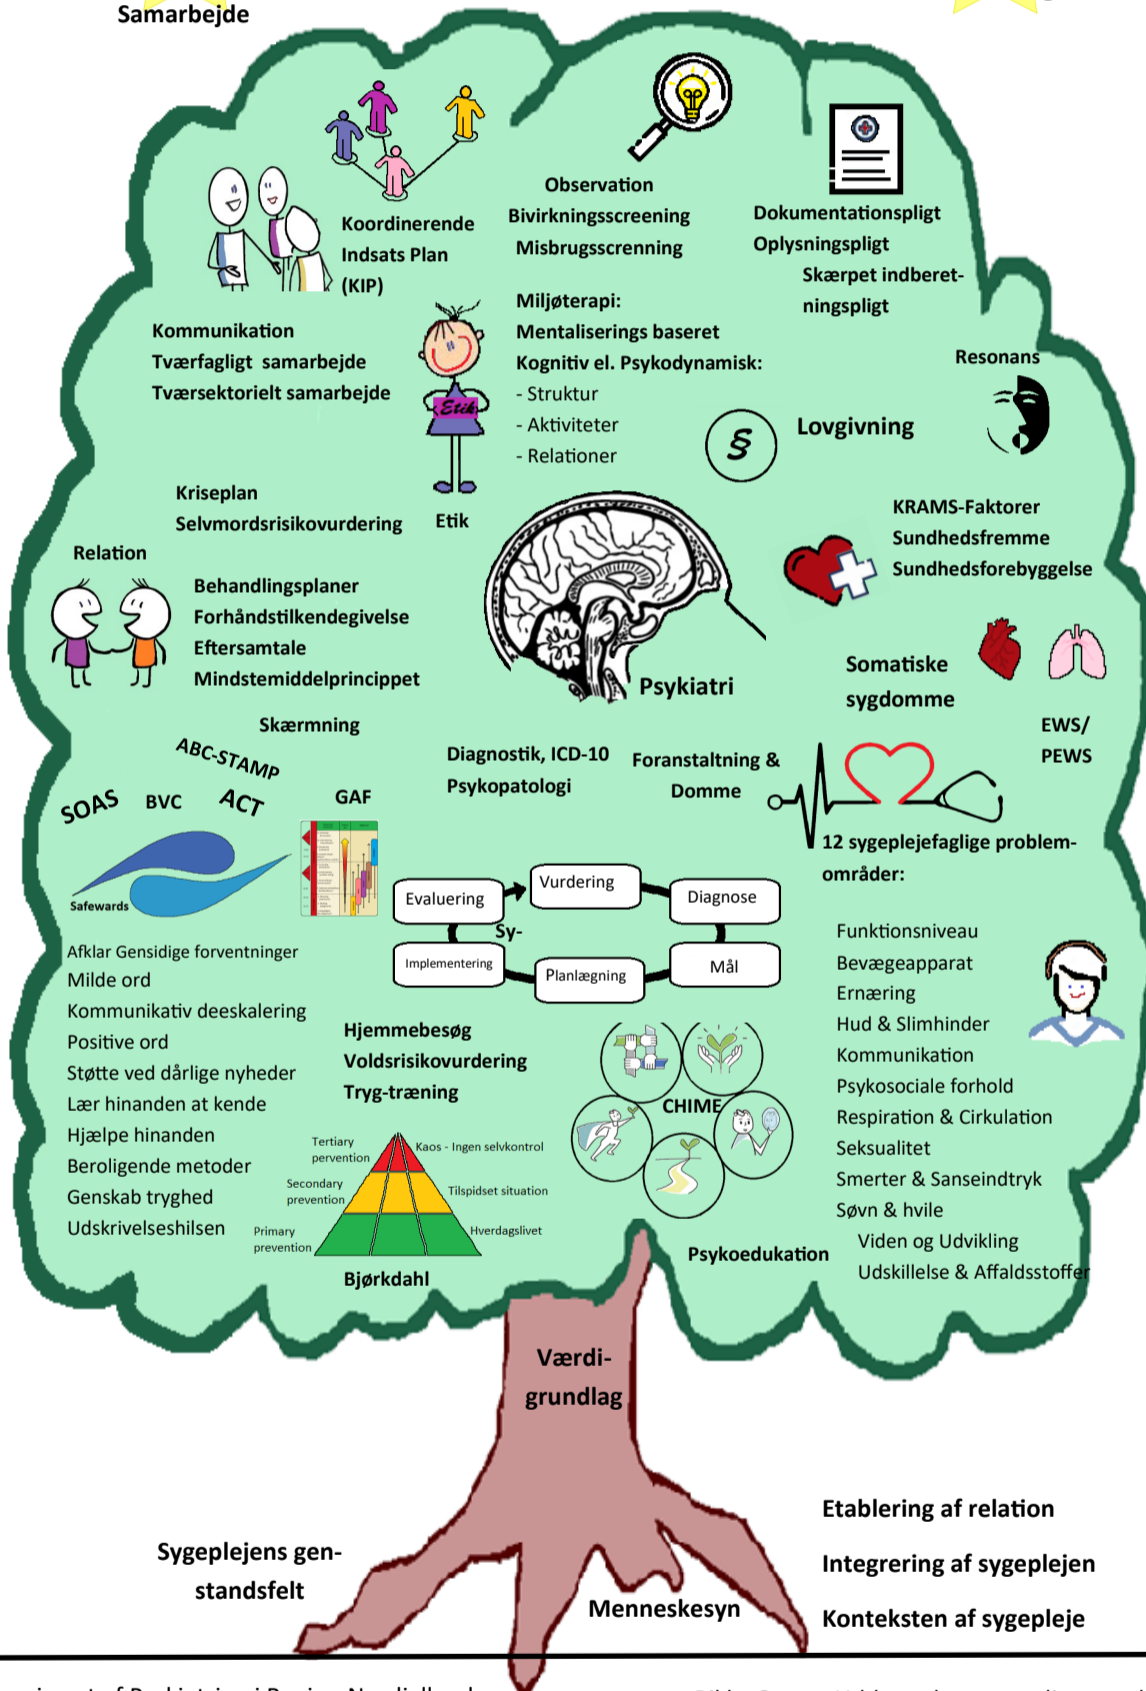 Samarbejde
Koordinerende
Indsats Plan
(KIP)
Observation
Bivirkningsscreening
Misbrugsscrenning
Dokumentationspligt
Oplysningspligt
Skærpet indberet-
ningspligt
Kommunikation
Tværfagligt samarbejde
Tværsektorielt samarbejde
Etik
Etik
Miljøterapi:
Mentaliserings baseret
Kognitiv el. Psykodynamisk:
- Struktur
- Aktiviteter
- Relationer
§
Lovgivning
Resonans
Kriseplan
Selvmordsrisikovurdering
Relation
Behandlingsplaner
Forhåndstilkendegivelse
Eftersamtale
Mindstemiddelprincippet
Skærmning
Psykiatri
KRAMS-Faktorer
Sundhedsfremme
Sundhedsforebyggelse
Somatiske
sygdomme
EWS/
PEWS
ABC-STAMP
SOAS
BVC
ACT
GAF
Safewards
Diagnostik, ICD-10
Psykopatologi
Foranstaltning &
Domme
12 sygeplejefaglige problem-
områder:
Evaluering
Vurdering
Diagnose
Sy-
Implementering
Planlægning
Mål
Afklar Gensidige forventninger
Milde ord
Kommunikativ deeskalering
Positive ord
Støtte ved dårlige nyheder
Lær hinanden at kende
Hjælpe hinanden
Beroligende metoder
Genskab tryghed
Udskrivelseshilsen
Hjemmebesøg
Voldsrisikovurdering
Tryg-træning
Tertiary
pervention
Kaos - Ingen selvkontrol
Secondary
prevention
Tilspidset situation
Primary
prevention
Hverdagslivet
Bjørkdahl
CHIME
Psykoedukation
Funktionsniveau
Bevægeapparat
Ernæring
Hud & Slimhinder
Kommunikation
Psykosociale forhold
Respiration & Cirkulation
Seksualitet
Smerter & Sanseindtryk
Søvn & hvile
Viden og Udvikling
Udskillelse & Affaldsstoffer
Værdi-
grundlag
Sygeplejens gen-
standsfelt
Menneskesyn
Etablering af relation
Integrering af sygeplejen
Konteksten af sygepleje